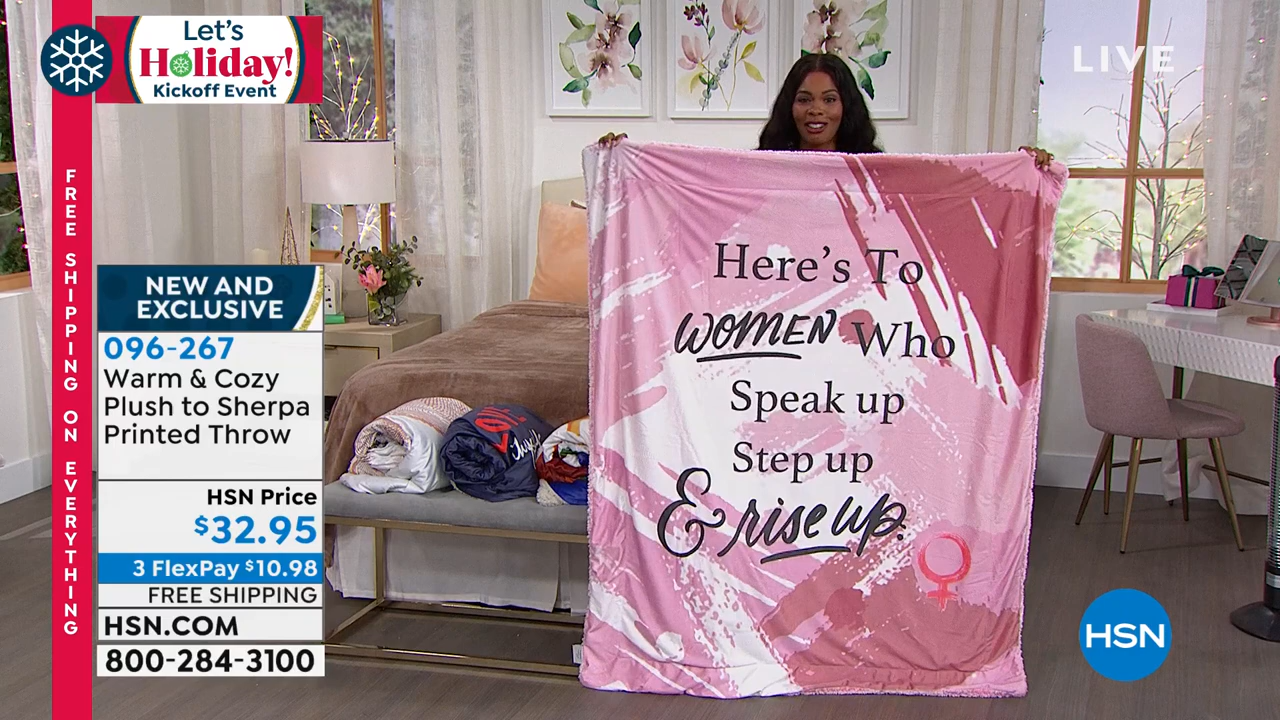 Let's
Holiday!
Kickoff Event
FREE SHIPPING ON EVERYTHING
NEW AND
EXCLUSIVE
096-267
Warm & Cozy
Plush to Sherpa
Printed Throw
HSN Price
$32.95
3 FlexPay $10.98
FREE SHIPPING
HSN.COM
800-284-3100
LIVE
Here's To
WOMEN Who
Speak up
Step up
& rise up.
LOVE
HSN